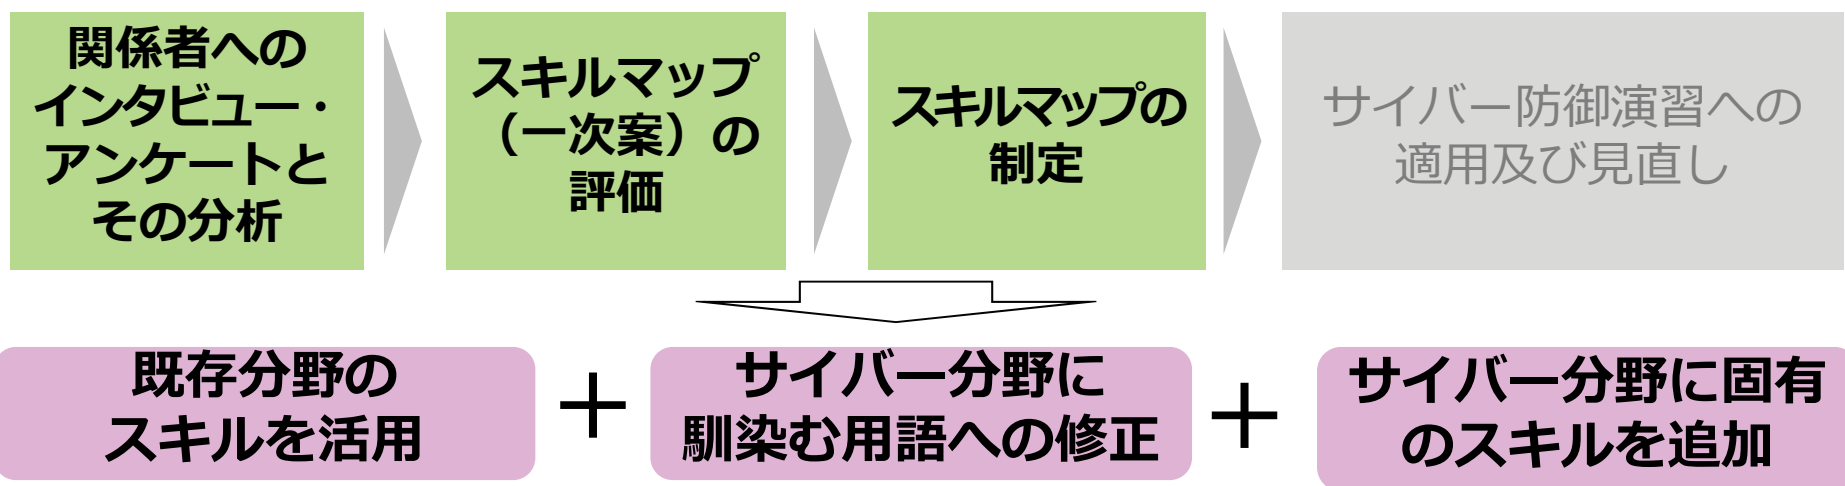 関係者への
インタビュー・
アンケートと
その分析
スキルマップ
（一次案）の
評価
スキルマップの
制定
サイバー防御演習への
適用及び見直し
既存分野の
スキルを活用
＋
サイバー分野に
馴染む用語への修正
＋
サイバー分野に固有
のスキルを追加